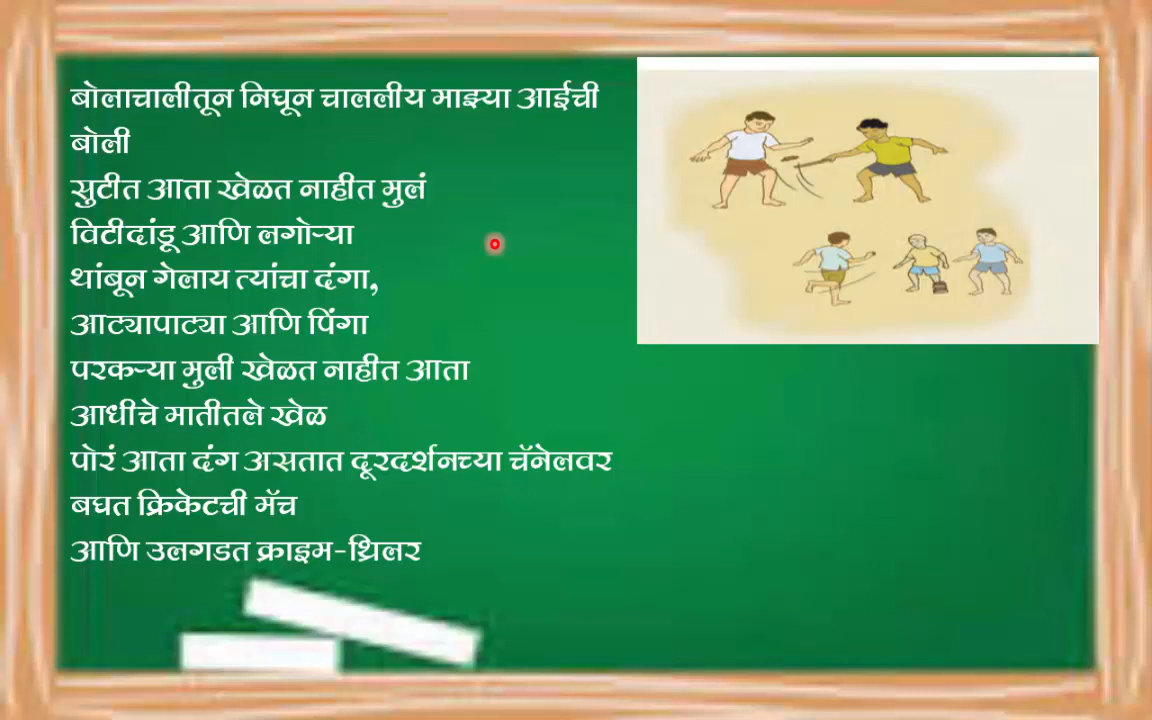 बोलाचालीतून निघून चाललीय माझ्या आईची
बोली
सुटीत आता खेळत नाहीत मुलं
विटीदांडू आणि लगोऱ्या
थांबून गेलाय त्यांचा दंगा,
आट्यापाट्या आणि पिंगा
परकऱ्या मुली खेळत नाहीत आता
आधीचे मातीतले खेळ
पोरं आता दंग असतात दूरदर्शनच्या चॅनेलवर
बघत क्रिकेटची मॅच
आणि उलगडत क्राइम-थ्रिलर